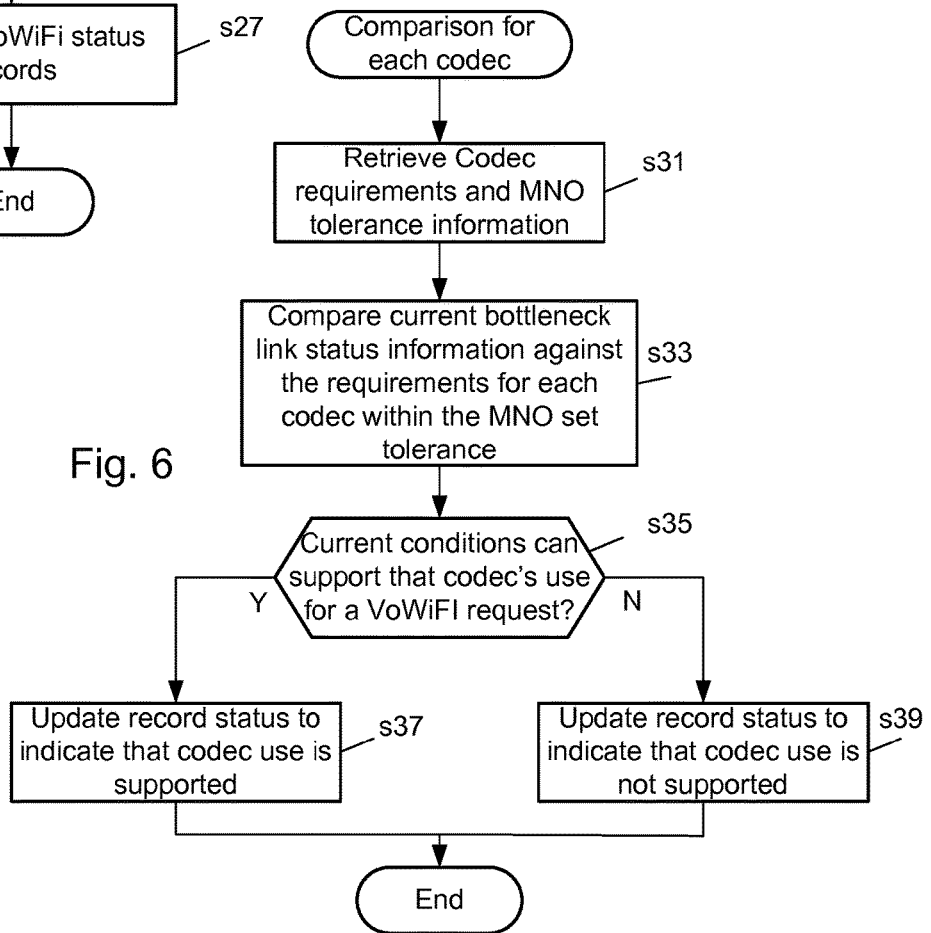 VoWiFi status
s27
End
Comparison for
each codec
Retrieve Codec
requirements and MNO
tolerance information
s31
Compare current bottleneck
link status information against
the requirements for each
codec within the MNO set
tolerance
s33
Fig. 6
Current conditions can
support that codec's use
for a VoWiFI request?
s35
Y
N
Update record status to
indicate that codec use is
supported
s37
Update record status to
indicate that codec use is
not supported
s39
End